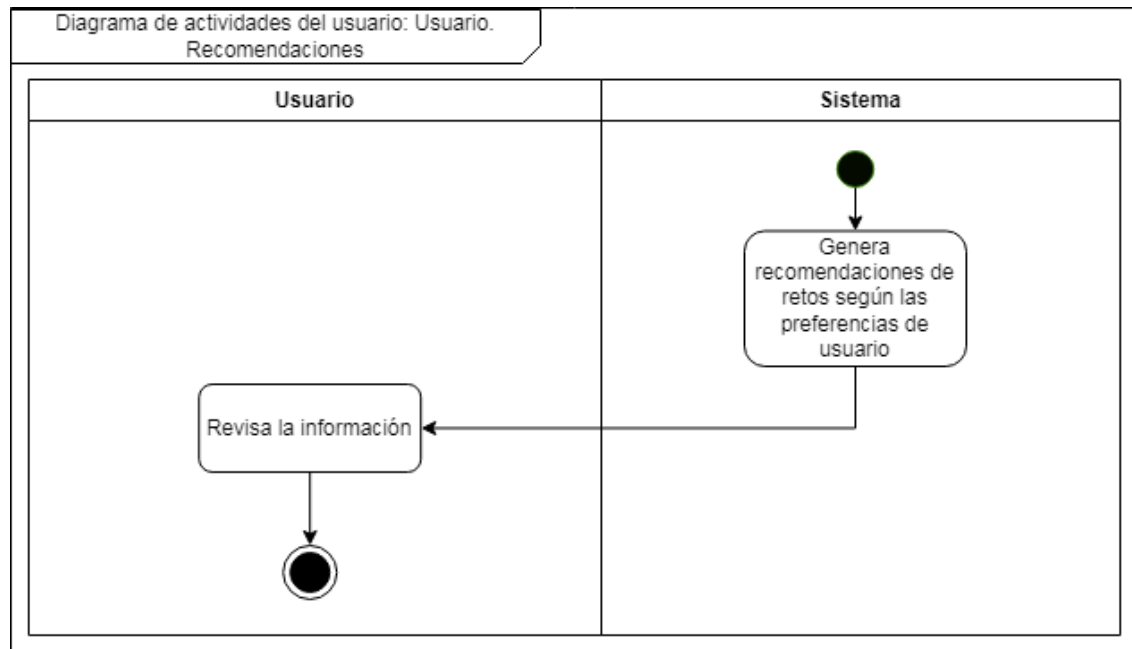 Diagrama de actividades del usuario: Usuario.
Recomendaciones
Usuario
Sistema
Genera
recomendaciones de
retos según las
preferencias de
usuario
Revisa la información